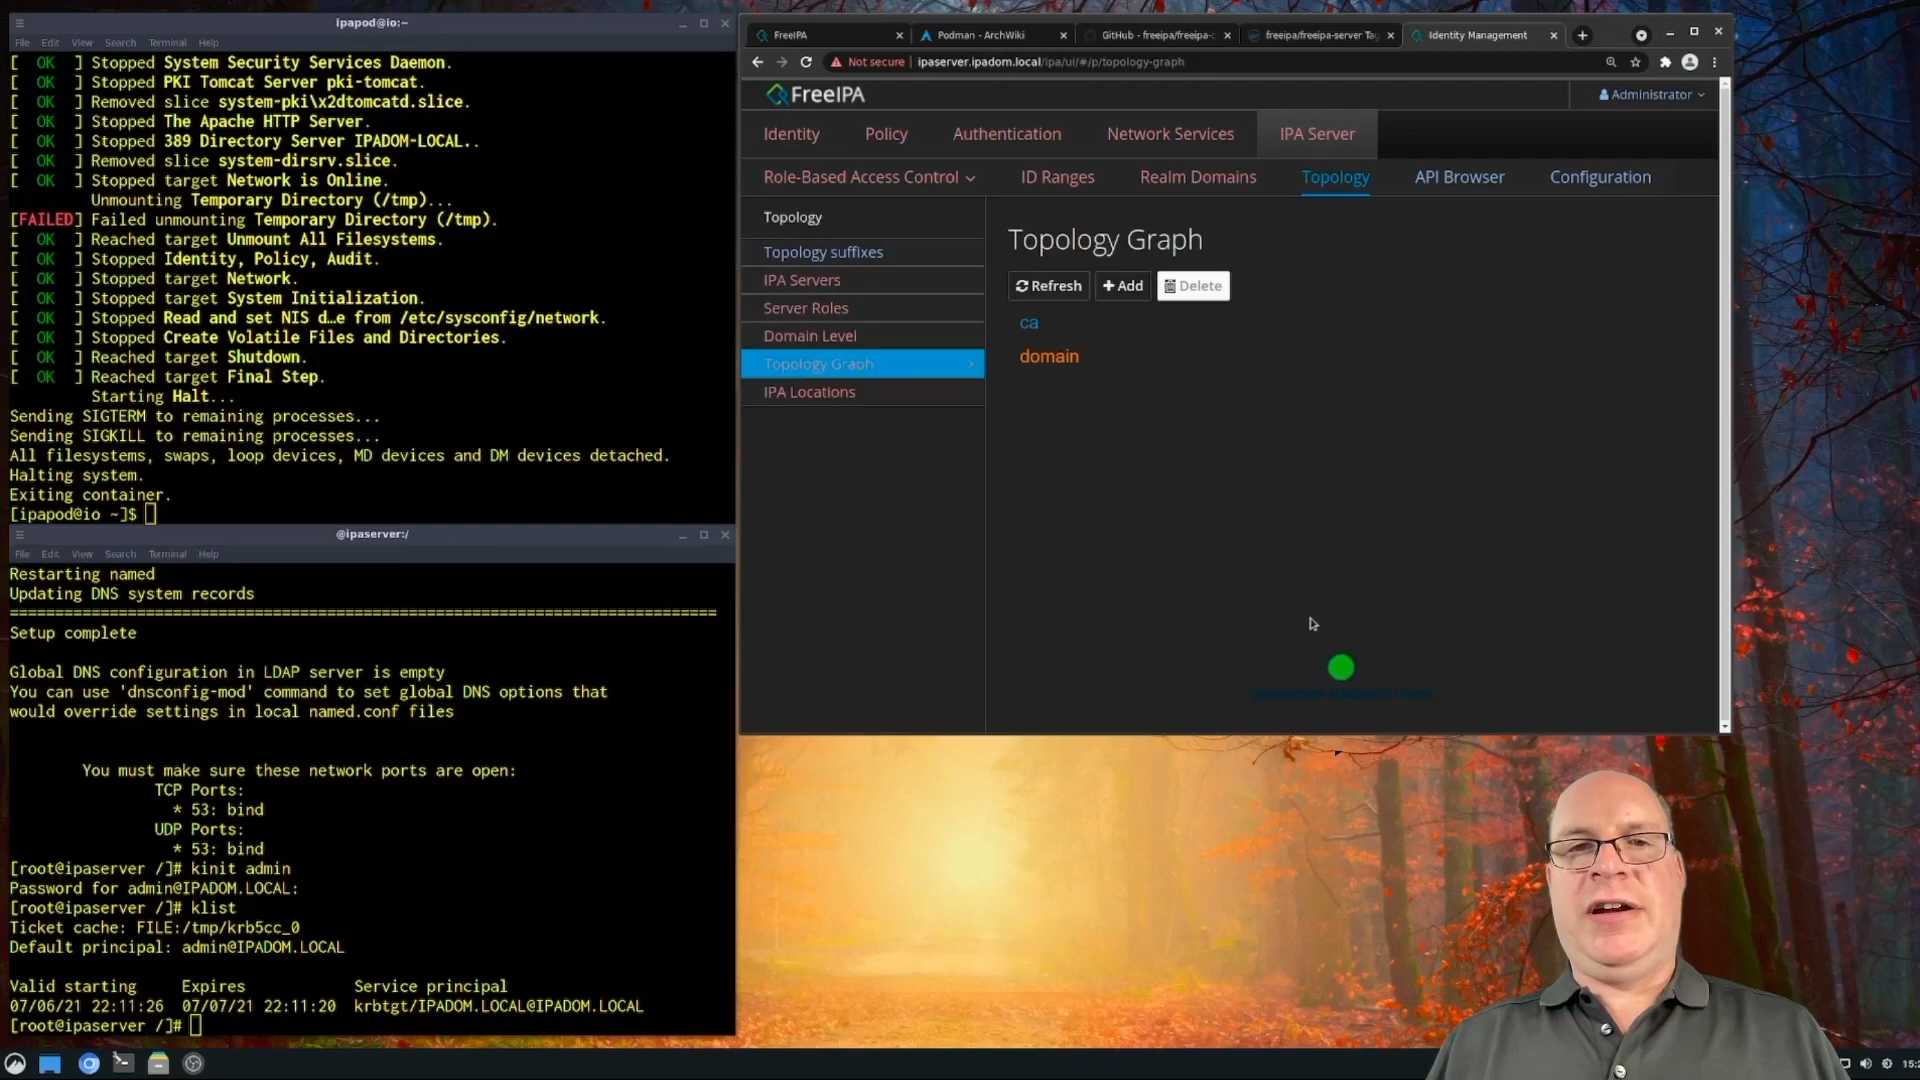 ipapod@io:~
File Edit View Search Terminal Help
[ OK ] Stopped System Security Services Daemon.
[ OK ] Stopped PKI Tomcat Server pki-tomcat.
[ OK ] Removed slice system-pki\x2dtomcatd.slice.
[ OK ] Stopped The Apache HTTP Server.
[ OK ] Stopped 389 Directory Server IPADOM-LOCAL..
[ OK ] Removed slice system-dirsrv.slice.
[ OK ] Stopped target Network is Online.
Unmounting Temporary Directory (/tmp)...
[FAILED] Failed unmounting Temporary Directory (/tmp).
[ OK ] Reached target Unmount All Filesystems.
[ OK ] Stopped Identity, Policy, Audit.
[ OK ] Stopped target Network.
[ OK ] Stopped target System Initialization.
[ OK ] Stopped Read and set NIS d…e from /etc/sysconfig/network.
[ OK ] Stopped Create Volatile Files and Directories.
[ OK ] Reached target Shutdown.
[ OK ] Reached target Final Step.
Starting Halt...
Sending SIGTERM to remaining processes...
Sending SIGKILL to remaining processes...
All filesystems, swaps, loop devices, MD devices and DM devices detached.
Halting system.
Exiting container.
[ipapod@io ~]$
@ipaserver:/
File Edit View Search Terminal Help
Restarting named
Updating DNS system records
==============================================================================
Setup complete
Global DNS configuration in LDAP server is empty
You can use 'dnsconfig-mod' command to set global DNS options that
would override settings in local named.conf files
You must make sure these network ports are open:
TCP Ports:
* 53: bind
UDP Ports:
* 53: bind
[root@ipaserver /]# kinit admin
Password for admin@IPADOM.LOCAL:
[root@ipaserver /]# klist
Ticket cache: FILE:/tmp/krb5cc_0
Default principal: admin@IPADOM.LOCAL
Valid starting Expires Service principal
07/06/21 22:11:26 07/07/21 22:11:20 krbtgt/IPADOM.LOCAL@IPADOM.LOCAL
[root@ipaserver /]#
FreeIPA Podman - ArchWiki GitHub - freeipa/freeipa-c freeipa/freeipa-server Tag Identity Management
Not secure ipaserver.ipadom.local/ipa/ui/#/p/topology-graph
FreeIPA Administrator
Identity Policy Authentication Network Services IPA Server
Role-Based Access Control ID Ranges Realm Domains Topology API Browser Configuration
Topology
Topology suffixes
IPA Servers
Server Roles
Domain Level
Topology Graph
IPA Locations
Topology Graph
Refresh Add Delete
ca
domain